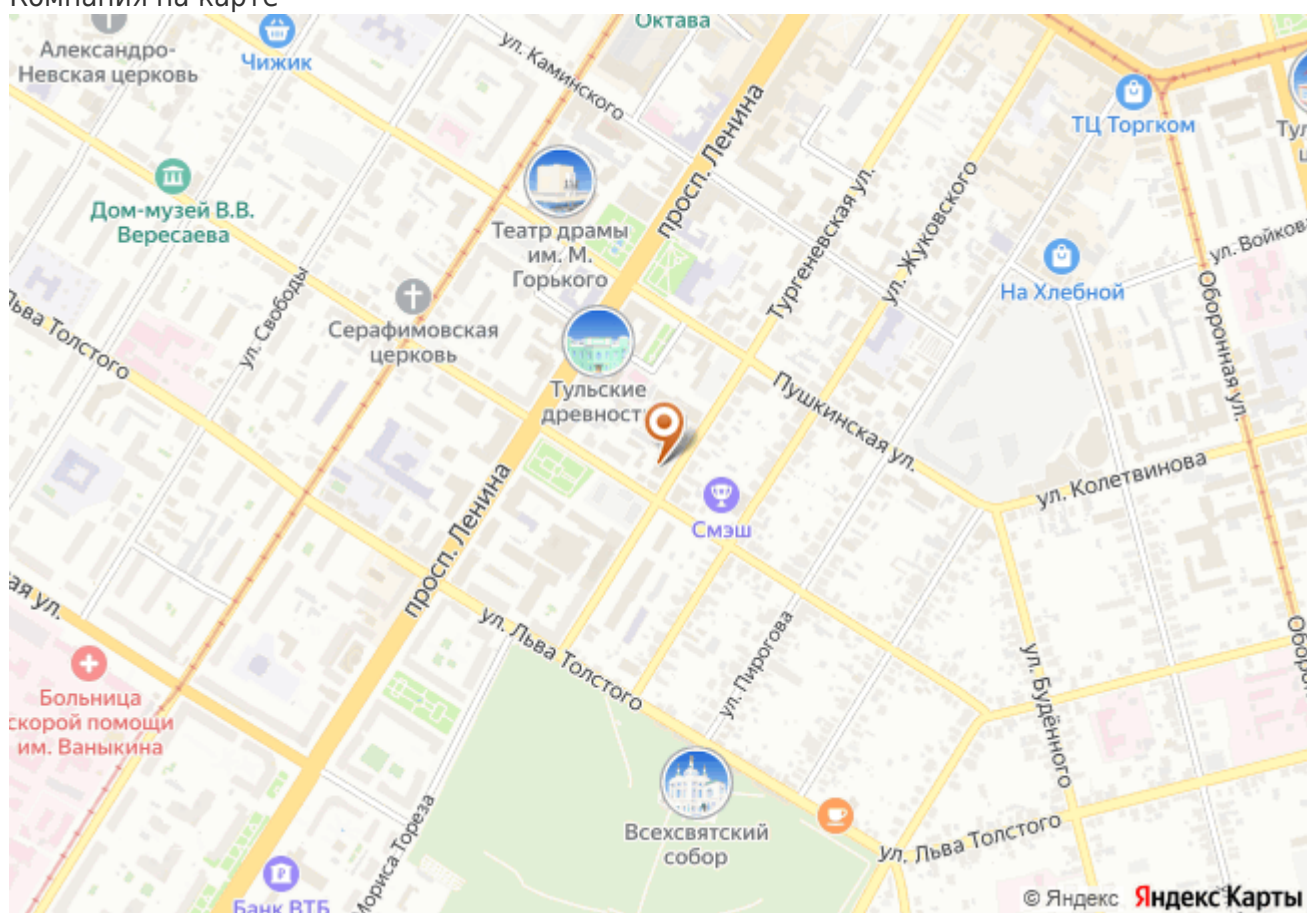 Компания на карте
Октава
Александро-
Невская церковь
Чижик
ул. Каминского
просп. Ленина
ТЦ Торгком
Дом-музей В.В.
Вересаева
Театр драмы
им. М.
Горького
Тургеневская ул.
ул. Жуковского
ул. Войков
На Хлебной
Оборонная ул.
ул. Свободы
Серафимовская
церковь
Льва Толстого
Тульские
древност
Пушкинская ул.
ул. Колетвинова
Смэш
просп. Ленина
ая ул.
ул. Льва Толстого
ул. Пирогова
ул. Будённого
Больница
скорой помощи
им. Ваныкина
Всехсвятский
собор
Мориса Тореза
ул. Льва Толстого
Банк ВТБ
© Яндекс Яндекс Карты